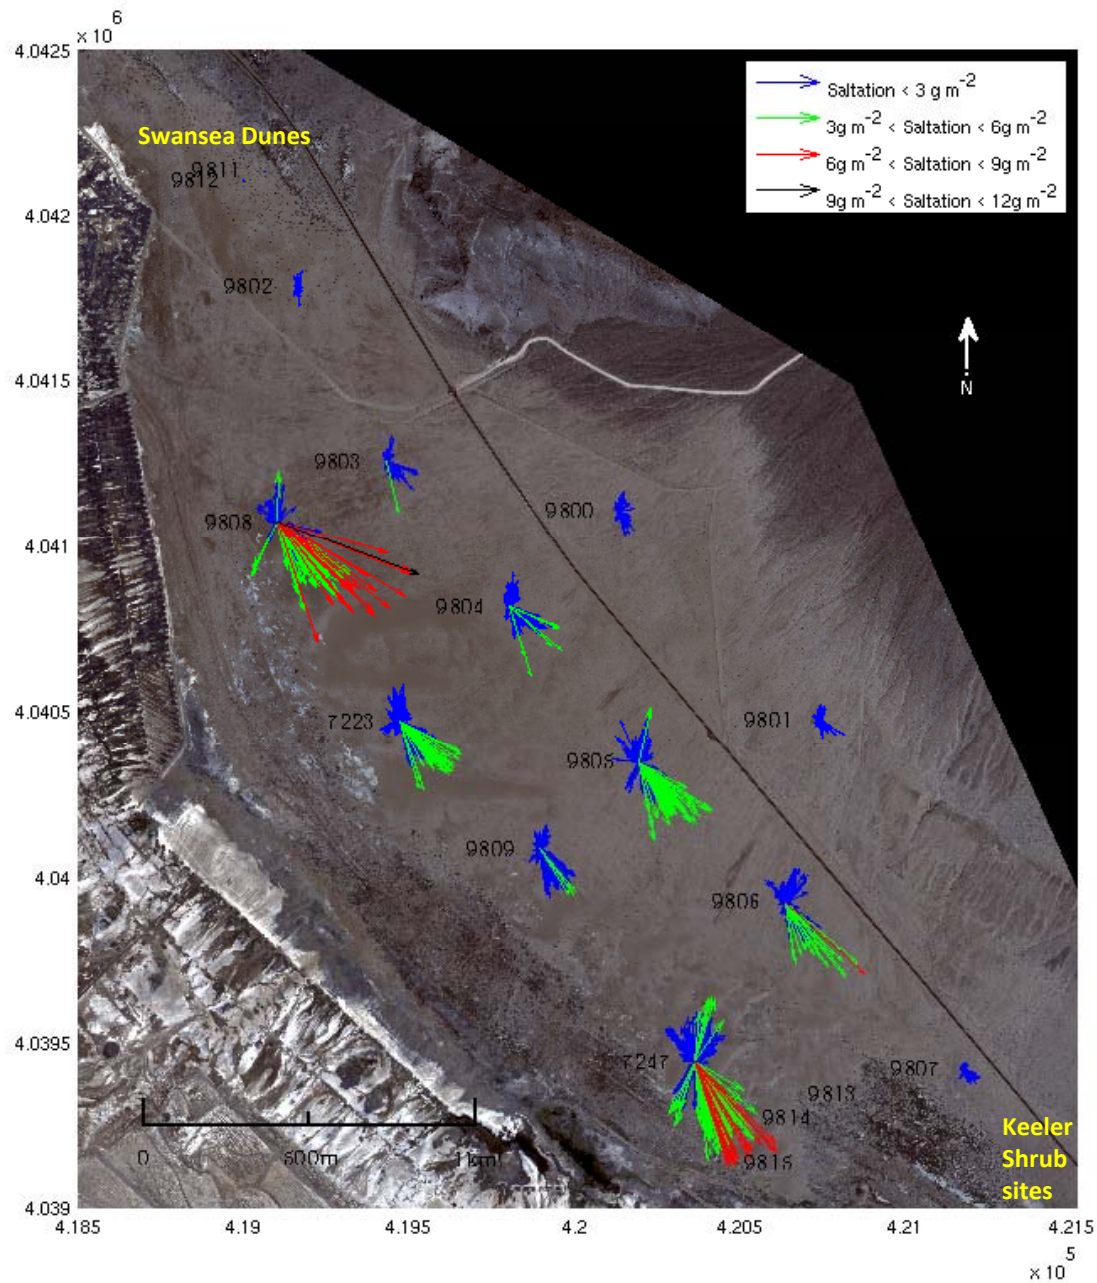 6
x 10
4.0425
Saltation < 3 g m-2
3g m-2 < Saltation < 6g m-2
6g m-2 < Saltation < 9g m-2
9g m-2 < Saltation < 12g m-2
Swansea Dunes
9811
9812
4.042
9802
N
4.0415
9803
9800
9808
4.041
9804
4.0405
7223
9801
9805
9809
4.04
9806
4.0395
7247
9807
9813
9814
Keeler
Shrub
sites
0
500m
1km
9815
4.039
4.185
4.19
4.195
4.2
4.205
4.21
4.215
5
x 10